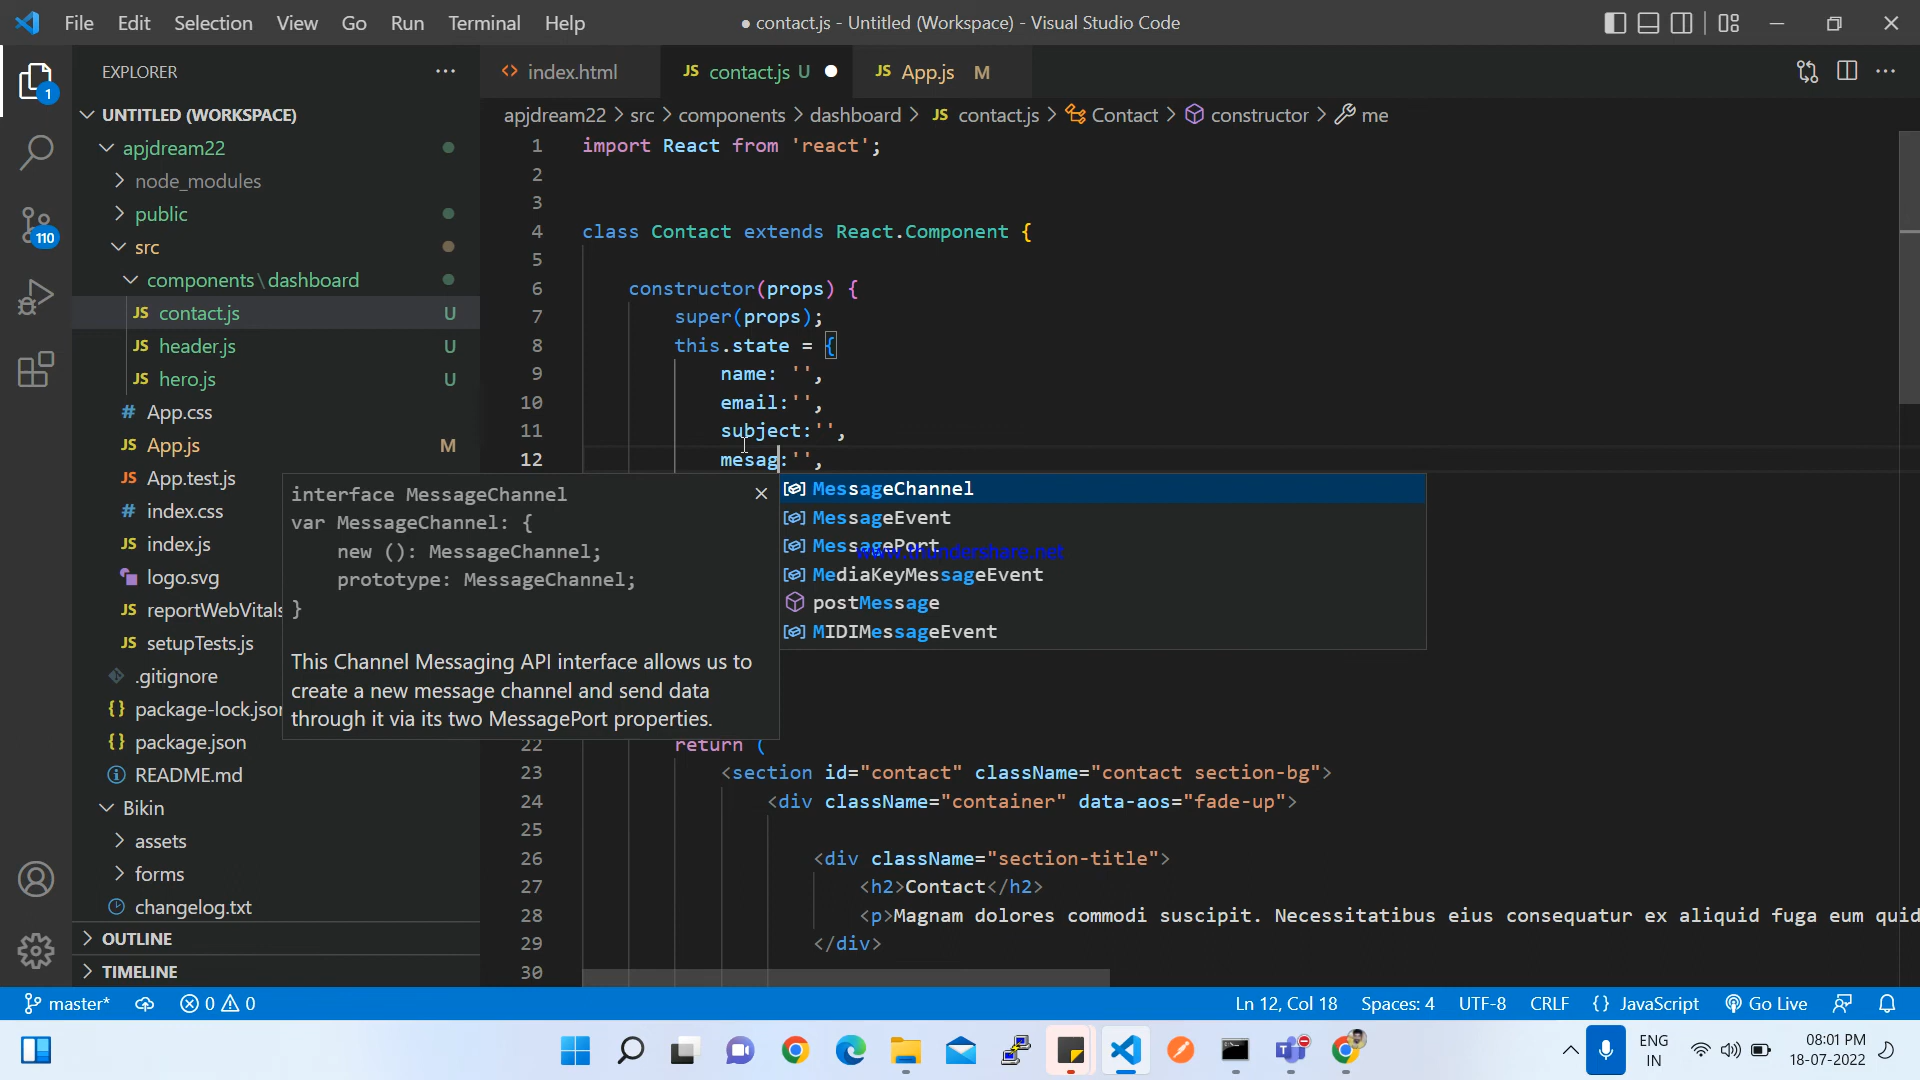 File Edit Selection View Go Run Terminal Help
● contact.js - Untitled (Workspace) - Visual Studio Code
EXPLORER
index.html
JS contact.js U
JS App.js M
1
UNTITLED (WORKSPACE)
apjdream22
node_modules
public
src
components\dashboard
JS contact.js U
JS header.js U
JS hero.js U
# App.css
JS App.js M
JS App.test.js
# index.css
JS index.js
logo.svg
JS reportWebVitals
JS setupTests.js
.gitignore
{} package-lock.json
{} package.json
README.md
Bikin
assets
forms
changelog.txt
OUTLINE
TIMELINE
110
apjdream22 > src > components > dashboard > JS contact.js > Contact > constructor > me
1 import React from 'react';
2
3
4 class Contact extends React.Component {
5
6 constructor(props) {
7 super(props);
8 this.state = {
9 name: '',
10 email:'',
11 subject:'',
12 mesag:'',
interface MessageChannel
var MessageChannel: {
new (): MessageChannel;
prototype: MessageChannel;
}
This Channel Messaging API interface allows us to
create a new message channel and send data
through it via its two MessagePort properties.
MessageChannel
MessageEvent
MessagePort
www.thundershare.net
MediaKeyMessageEvent
postMessage
MIDIMessageEvent
22 return (
23 <section id="contact" className="contact section-bg">
24 <div className="container" data-aos="fade-up">
25
26 <div className="section-title">
27 <h2>Contact</h2>
28 <p>Magnam dolores commodi suscipit. Necessitatibus eius consequatur ex aliquid fuga eum quid
29 </div>
30
master* 0 0
Ln 12, Col 18 Spaces: 4 UTF-8 CRLF {} JavaScript Go Live
ENG
IN
08:01 PM
18-07-2022